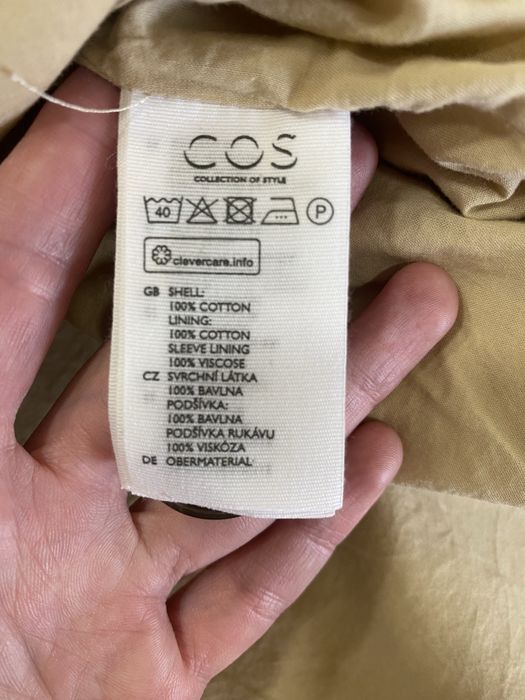 COS
COLLECTION OF STYLE
40 P
clevercare.info
GB SHELL:
100% COTTON
LINING:
100% COTTON
SLEEVE LINING
100% VISCOSE
CZ SVRCHNÍ LÁTKA
100% BAVLNA
PODŠÍVKA:
100% BAVLNA
PODŠÍVKA RUKÁVU
100% VISKÓZA
DE OBERMATERIAL